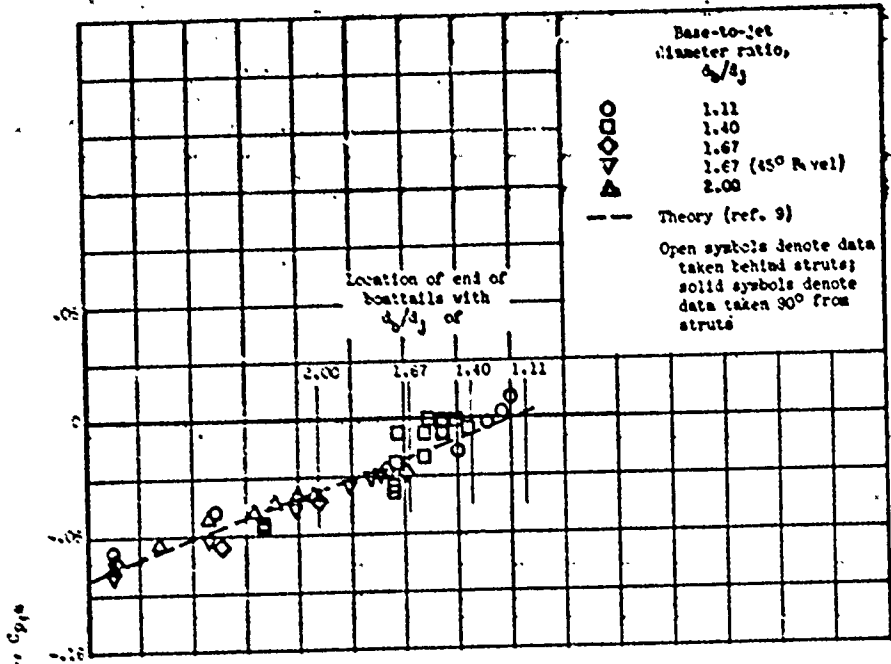 Base-to-jet
diameter ratio,
d_b/d_j
1.11
1.40
1.67
1.67 (45° Bevel)
2.00
Theory (ref. 9)
Open symbols denote data
taken behind struts;
solid symbols denote
data taken 90° from
struts
Location of end of
boattails with
d_b/d_j of
2.00 1.67 1.40 1.11
0